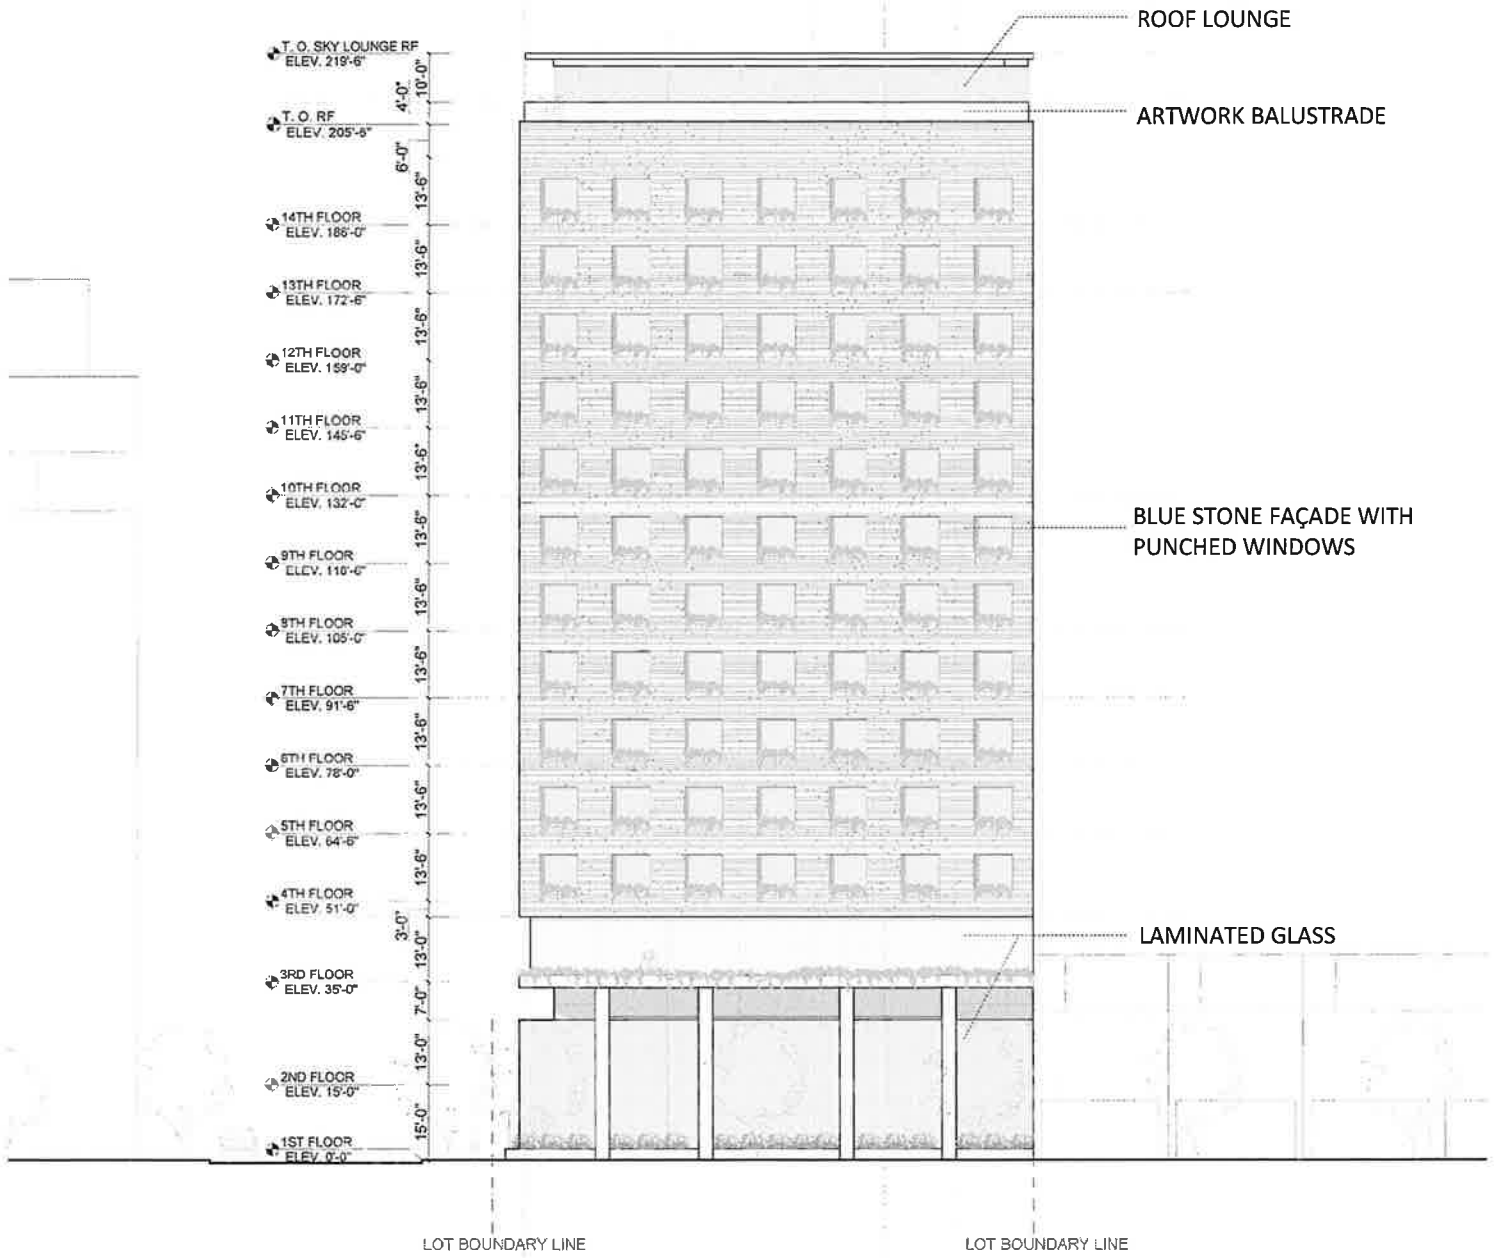 ROOF LOUNGE
T. O. SKY LOUNGE RF
ELEV. 219'-6"
10'-0"
4'-0"
ARTWORK BALUSTRADE
T. O. RF
ELEV. 205'-6"
6'-0"
13'-6"
14TH FLOOR
ELEV. 186'-0"
13'-6"
13TH FLOOR
ELEV. 172'-6"
13'-6"
12TH FLOOR
ELEV. 159'-0"
13'-6"
11TH FLOOR
ELEV. 145'-6"
13'-6"
10TH FLOOR
ELEV. 132'-0"
BLUE STONE FAÇADE WITH
PUNCHED WINDOWS
13'-6"
9TH FLOOR
ELEV. 118'-6"
13'-6"
8TH FLOOR
ELEV. 105'-0"
13'-6"
7TH FLOOR
ELEV. 91'-6"
13'-6"
6TH FLOOR
ELEV. 78'-0"
13'-6"
5TH FLOOR
ELEV. 64'-6"
13'-6"
4TH FLOOR
ELEV. 51'-0"
3'-0"
13'-0"
LAMINATED GLASS
3RD FLOOR
ELEV. 35'-0"
7'-0"
13'-0"
2ND FLOOR
ELEV. 15'-0"
15'-0"
1ST FLOOR
ELEV. 0'-0"
LOT BOUNDARY LINE
LOT BOUNDARY LINE